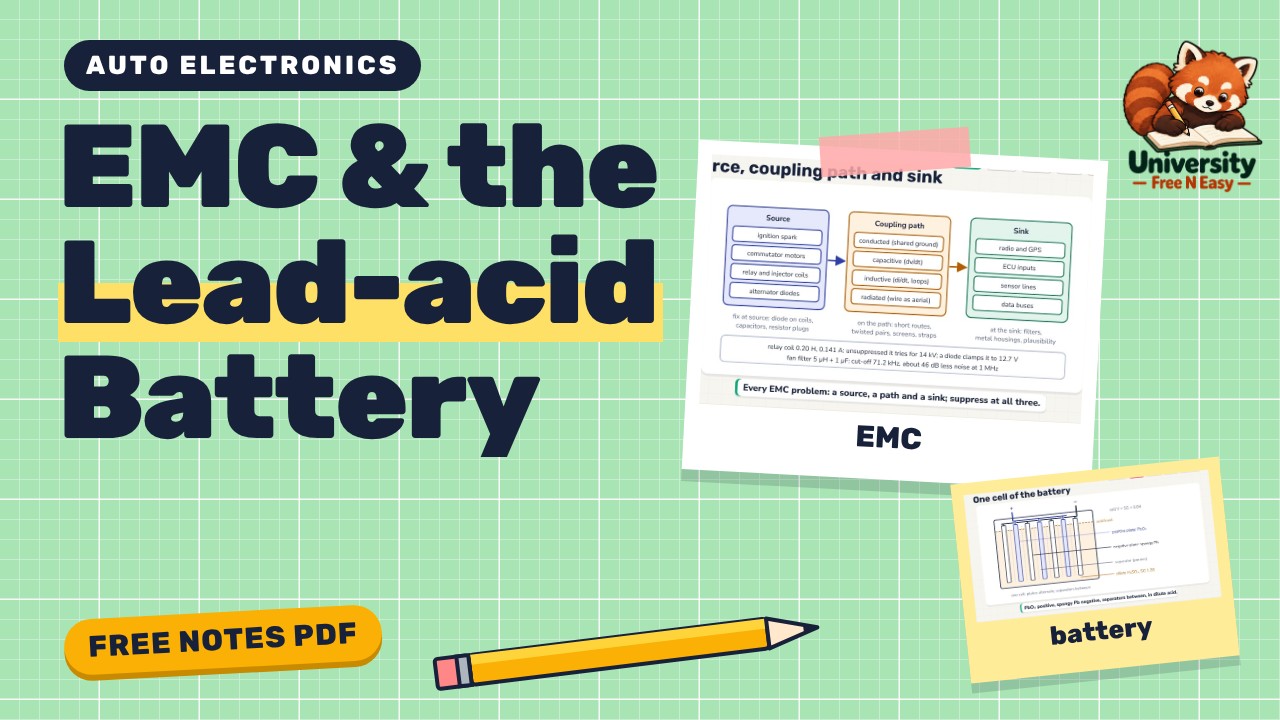 AUTO ELECTRONICS
EMC & the
Lead-acid
Battery
FREE NOTES PDF
University
Free N Easy
rce, coupling path and sink
Source
ignition spark
commutator motors
relay and injector coils
alternator diodes
fix at source: diode on coils,
capacitors, resistor plugs
Coupling path
conducted (shared ground)
capacitive (dv/dt)
inductive (di/dt, loops)
radiated (wire as aerial)
on the path: short routes,
twisted pairs, screens, straps
Sink
radio and GPS
ECU inputs
sensor lines
data buses
at the sink: filters,
metal housings, plausibility
relay coil 0.20 H, 0.141 A: unsuppressed it tries for 14 kV; a diode clamps it to 12.7 V
fan filter 5 µH + 1 µF: cut-off 71.2 kHz, about 46 dB less noise at 1 MHz
Every EMC problem: a source, a path and a sink; suppress at all three.
EMC
One cell of the battery
+
−
PbO₂ positive, spongy Pb negative, separators between, in dilute acid.
battery